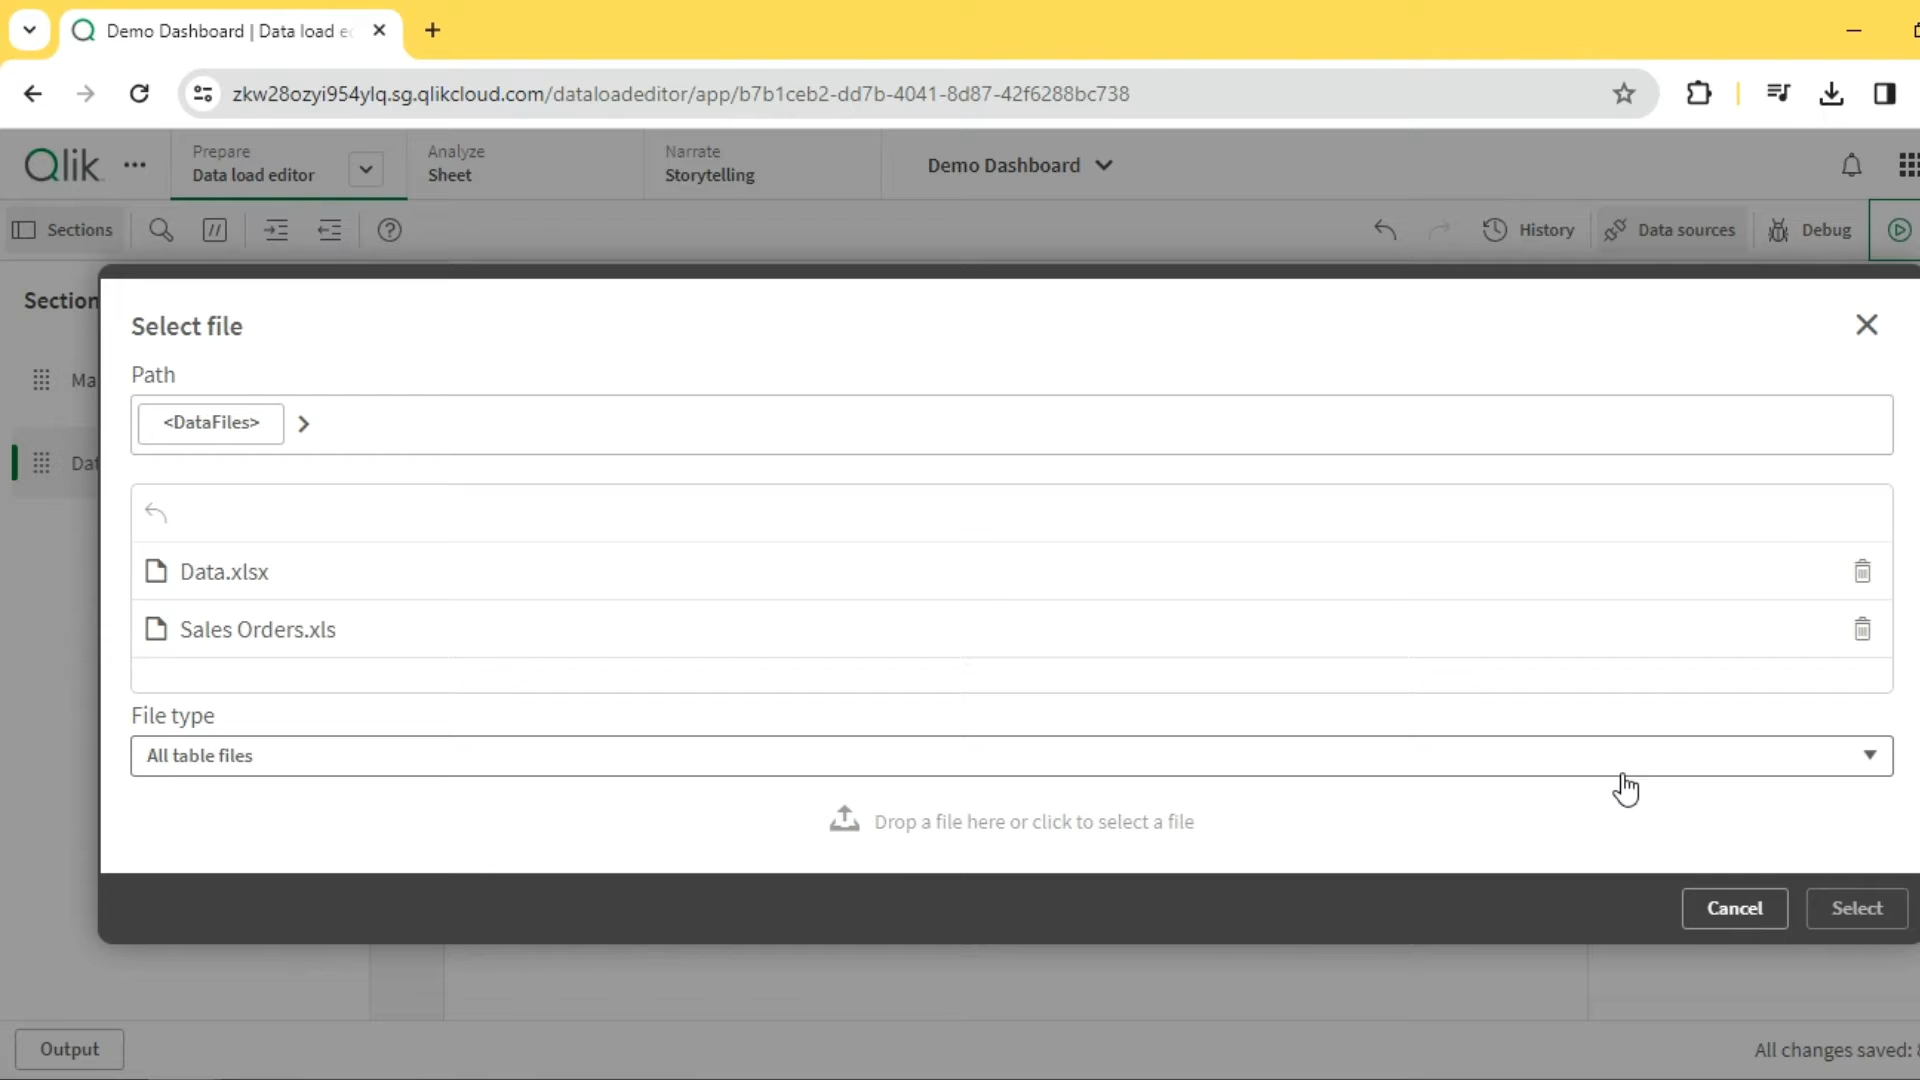 Demo Dashboard | Data load e
zkw28ozyi954ylq.sg.qlikcloud.com/dataloadeditor/app/b7b1ceb2-dd7b-4041-8d87-42f6288bc738
Qlik
Prepare
Data load editor
Analyze
Sheet
Narrate
Storytelling
Demo Dashboard
Sections
//
History
Data sources
Debug
Section
Ma
Dat
Select file
Path
<DataFiles>
Data.xlsx
Sales Orders.xls
File type
All table files
Drop a file here or click to select a file
Cancel
Select
Output
All changes saved: